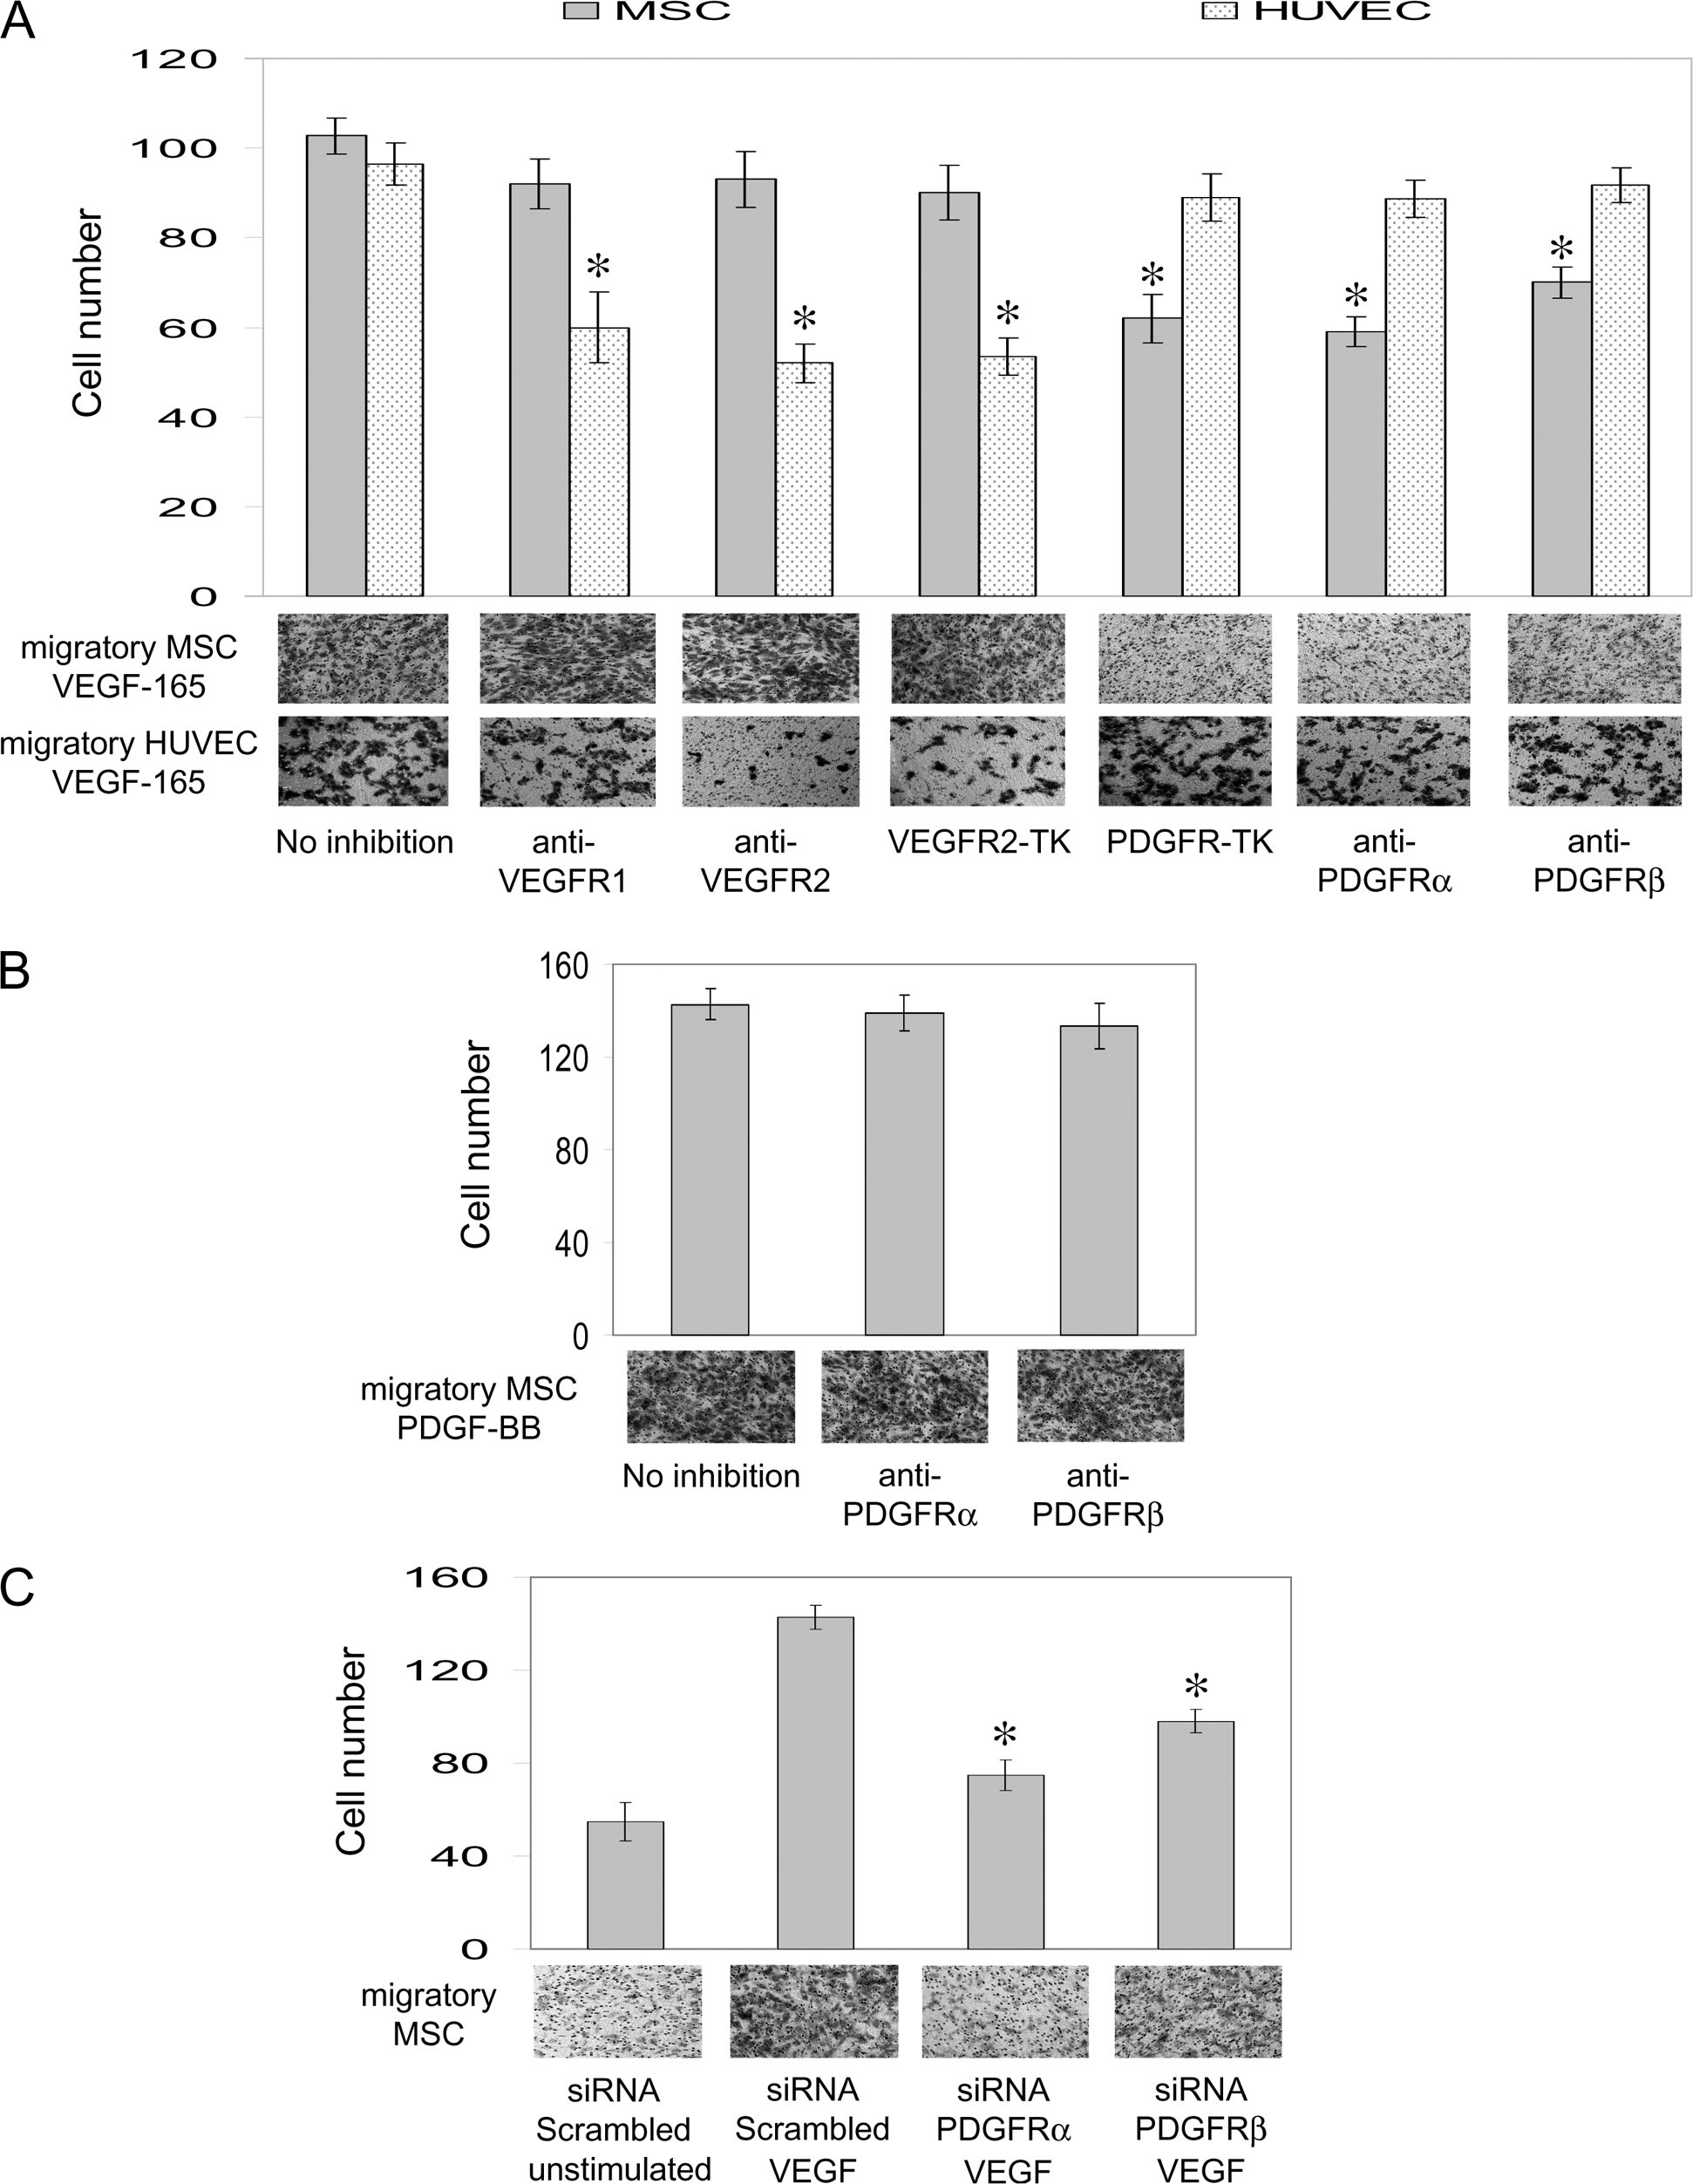 A
MSC
HUVEC
120
100
80
60
40
20
0
Cell number
*
*
*
*
*
*
migratory MSC
VEGF-165
migratory HUVEC
VEGF-165
No inhibition
anti-
VEGFR1
anti-
VEGFR2
VEGFR2-TK
PDGFR-TK
anti-
PDGFRα
anti-
PDGFRβ
B
160
120
80
40
0
Cell number
migratory MSC
PDGF-BB
No inhibition
anti-
PDGFRα
anti-
PDGFRβ
C
160
120
80
40
0
Cell number
*
*
migratory
MSC
siRNA
Scrambled
unstimulated
siRNA
Scrambled
VEGF
siRNA
PDGFRα
VEGF
siRNA
PDGFRβ
VEGF